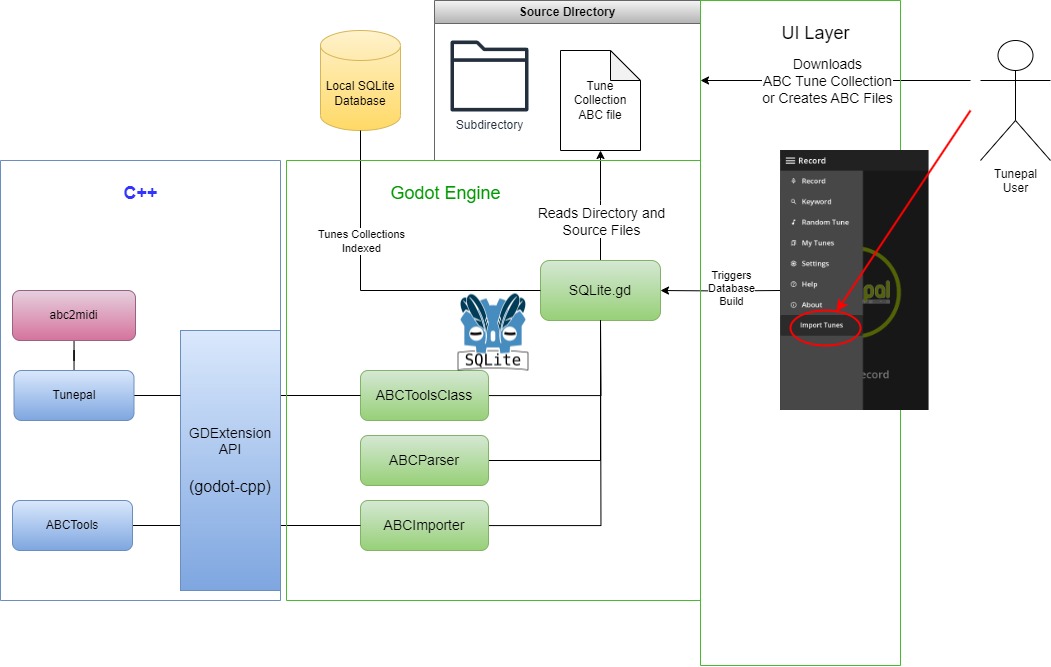 Source Directory
UI Layer
Local SQLite
Database
Subdirectory
Tune
Collection
ABC file
Downloads
ABC Tune Collection
or Creates ABC Files
Tunepal
User
C++
Godot Engine
Tunes Collections
Indexed
Reads Directory and
Source Files
SQLite.gd
Triggers
Database
Build
Record
Record
Keyword
Random Tune
My Tunes
Settings
Help
About
Import Tunes
pal
ecord
abc2midi
SQLite
Tunepal
GDExtension
API
(godot-cpp)
ABCToolsClass
ABCParser
ABCTools
ABCImporter